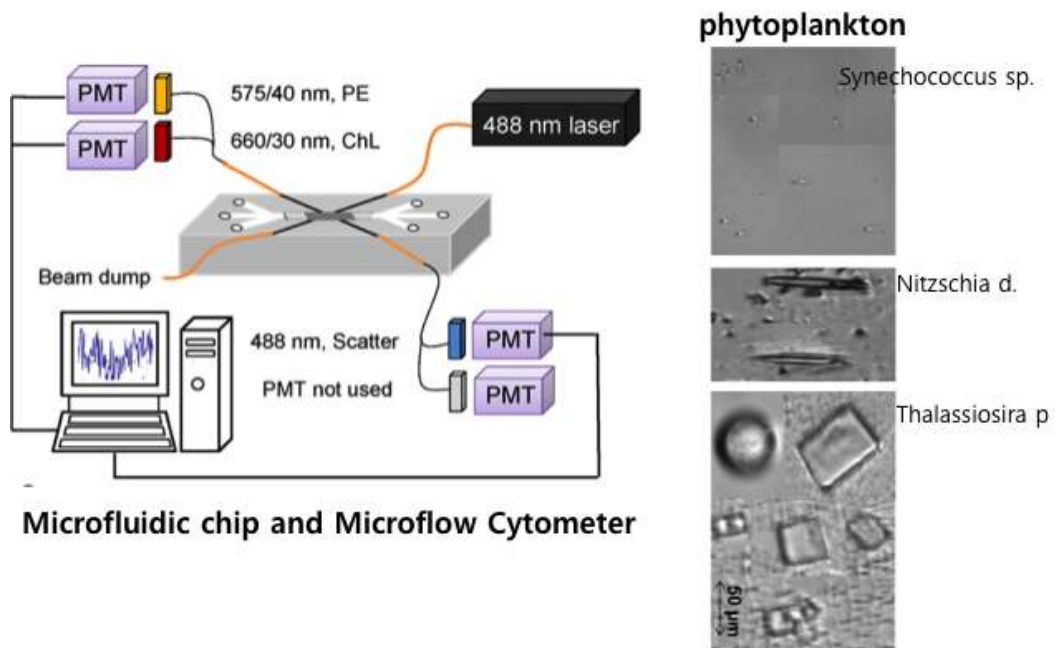 phytoplankton
Synechococcus sp.
Nitzschia d.
Thalassiosira p
50 μm
PMT
575/40 nm, PE
PMT
660/30 nm, ChL
488 nm laser
Beam dump
488 nm, Scatter
PMT
PMT not used
PMT
Microfluidic chip and Microflow Cytometer